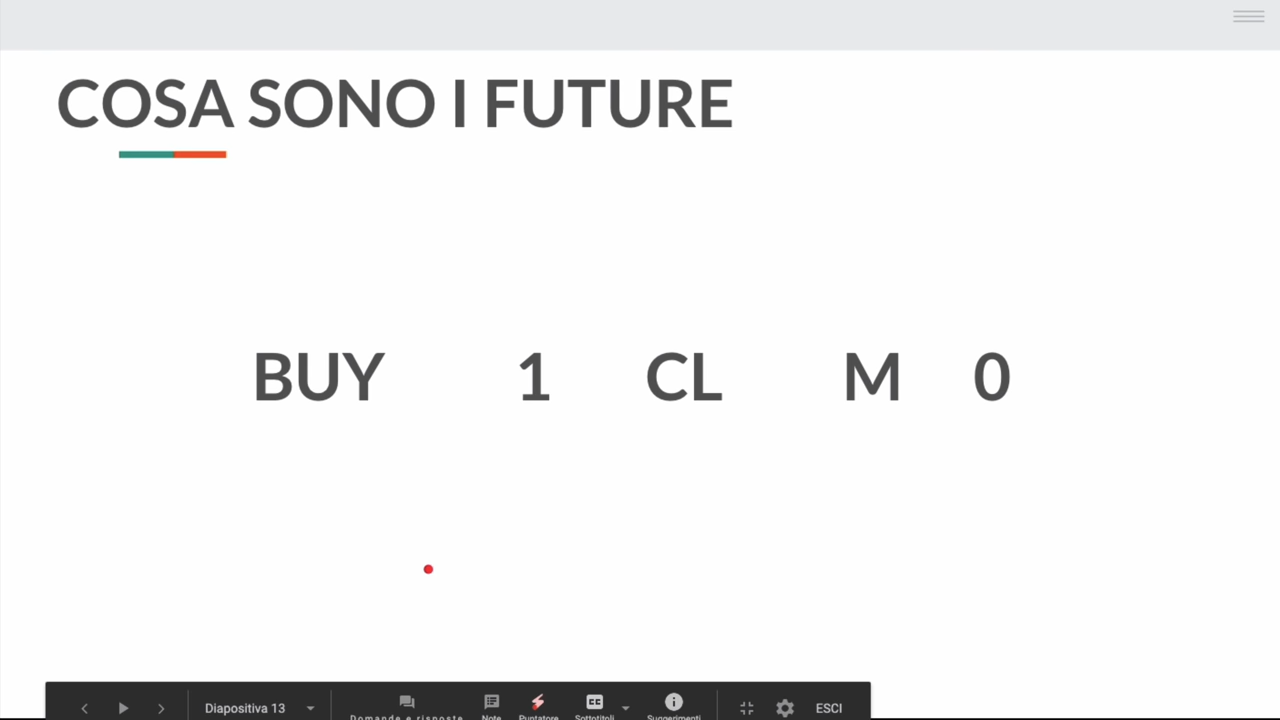 COSA SONO I FUTURE
BUY 1 CL M 0
Diapositiva 13 Domande e risposte Note Puntatore Sottotitoli Suggerimenti ESCI